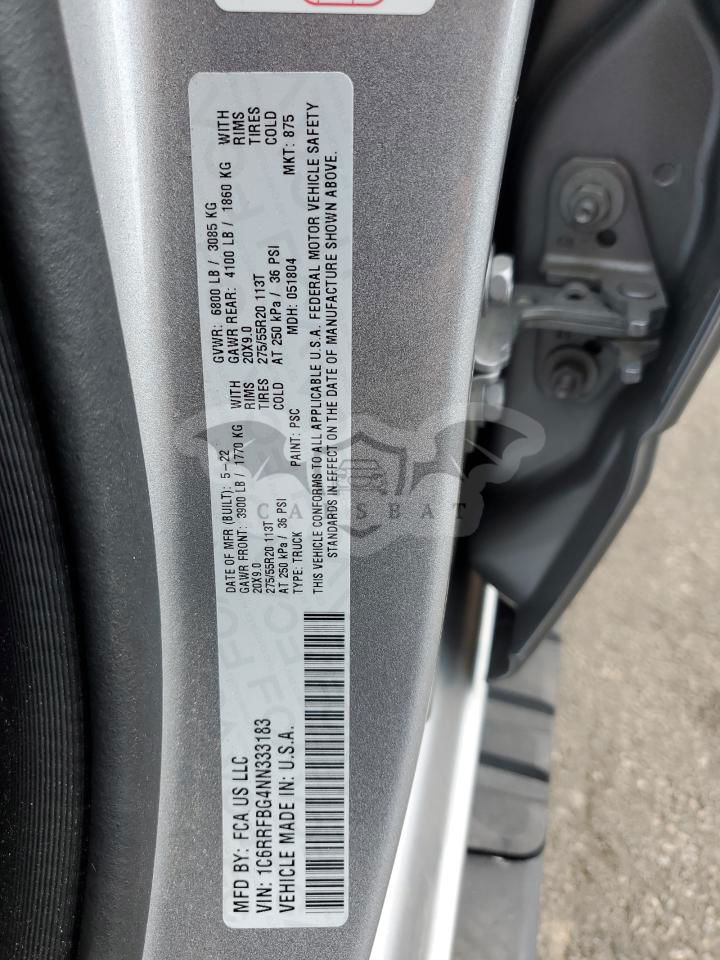 MFD BY: FCA US LLC
VIN: 1C6RRFBG4NN333183
VEHICLE MADE IN: U.S.A.
DATE OF MFR (BUILT): 5-22 GVWR: 6800 LB / 3085 KG
GAWR FRONT: 3900 LB / 1770 KG WITH GAWR REAR: 4100 LB / 1860 KG WITH
20X9.0 RIMS 20X9.0 RIMS
275/55R20 113T TIRES 275/55R20 113T TIRES
AT 250 kPa / 36 PSI COLD AT 250 kPa / 36 PSI COLD
TYPE: TRUCK PAINT: PSC MDH: 051804 MKT: 875
THIS VEHICLE CONFORMS TO ALL APPLICABLE U.S.A. FEDERAL MOTOR VEHICLE SAFETY
STANDARDS IN EFFECT ON THE DATE OF MANUFACTURE SHOWN ABOVE.
CARSEAT